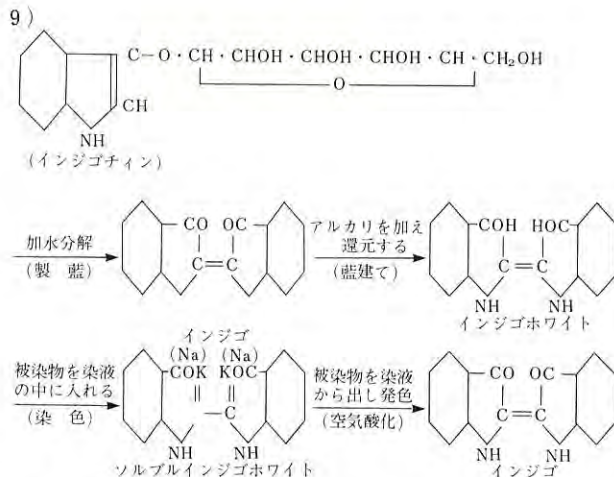 9)
C－O・CH・CHOH・CHOH・CHOH・CH・CH₂OH
O
CH
NH
(インジゴチィン)
加水分解
(製　藍)
CO OC
C＝C
アルカリを加え
還元する
(藍建て)
COH HOC
C＝C
NH NH
インジゴホワイト
被染物を染液
の中に入れる
(染　色)
インジゴ
(Na) (Na)
COK KOC
C
NH NH
ソルブルインジゴホワイト
被染物を染液
から出し発色
(空気酸化)
CO OC
C＝C
NH NH
インジゴ